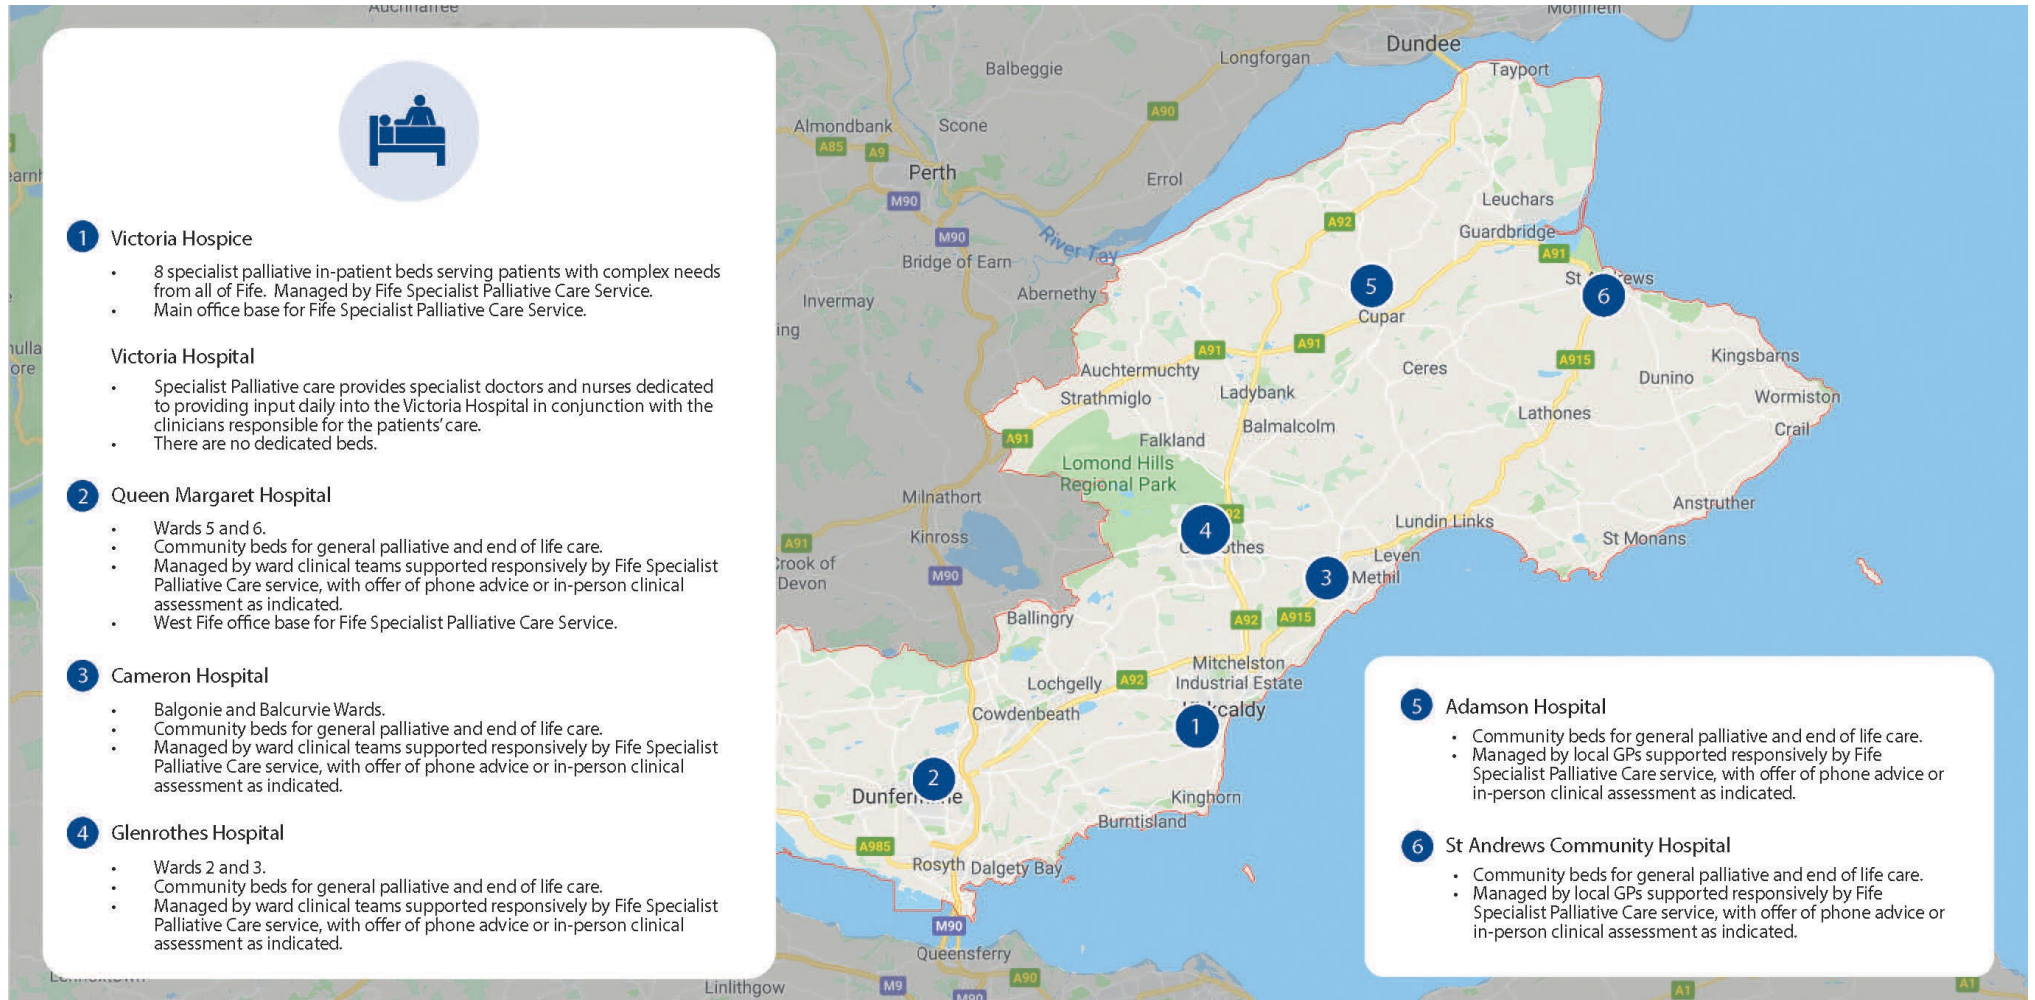 1 Victoria Hospice
• 8 specialist palliative in-patient beds serving patients with complex needs
from all of Fife. Managed by Fife Specialist Palliative Care Service.
• Main office base for Fife Specialist Palliative Care Service.
Victoria Hospital
• Specialist Palliative care provides specialist doctors and nurses dedicated
to providing input daily into the Victoria Hospital in conjunction with the
clinicians responsible for the patients' care.
• There are no dedicated beds.
2 Queen Margaret Hospital
• Wards 5 and 6.
• Community beds for general palliative and end of life care.
• Managed by ward clinical teams supported responsively by Fife Specialist
Palliative Care service, with offer of phone advice or in-person clinical
assessment as indicated.
• West Fife office base for Fife Specialist Palliative Care Service.
3 Cameron Hospital
• Balgonie and Balcurvie Wards.
• Community beds for general palliative and end of life care.
• Managed by ward clinical teams supported responsively by Fife Specialist
Palliative Care service, with offer of phone advice or in-person clinical
assessment as indicated.
4 Glenrothes Hospital
• Wards 2 and 3.
• Community beds for general palliative and end of life care.
• Managed by ward clinical teams supported responsively by Fife Specialist
Palliative Care service, with offer of phone advice or in-person clinical
assessment as indicated.
5 Adamson Hospital
• Community beds for general palliative and end of life care.
• Managed by local GPs supported responsively by Fife
Specialist Palliative Care service, with offer of phone advice or
in-person clinical assessment as indicated.
6 St Andrews Community Hospital
• Community beds for general palliative and end of life care.
• Managed by local GPs supported responsively by Fife
Specialist Palliative Care service, with offer of phone advice or
in-person clinical assessment as indicated.
Dundee
Longforgan
Balbeggie
Tayport
A90
Almondbank
Scone
A85
A9
Perth
Errol
M90
Leuchars
A92
Guardbridge
M90
River Tay
A91
Bridge of Earn
St
ews
5
6
Abernethy
Invermay
ing
Cupar
A91
A91
A915
Kingsbarns
Auchtermuchty
Ceres
Dunino
Strathmiglo
Ladybank
Wormiston
Lathones
Balmalcolm
Crail
A91
Falkland
Lomond Hills
Regional Park
Milnathort
Anstruther
92
Lundin Links
4
Kinross
A91
St Monans
othes
Leven
Crook of
Devon
M90
3
Methil
Ballingry
A92
A915
Mitchelston
Industrial Estate
Lochgelly
A92
Cowdenbeath
kcaldy
1
2
Dunfer
ne
Kinghorn
Burntisland
A985
Rosyth
Dalgety Bay
M90
Queensferry
A90
Linlithgow
M9
M90
A1
A1